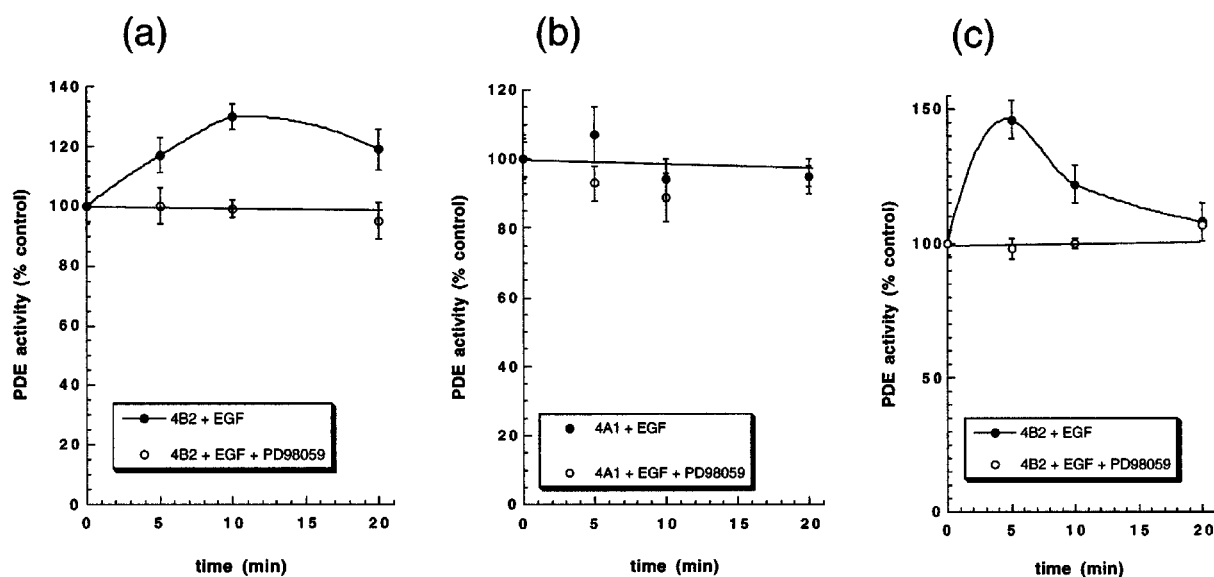 (a)
PDE activity (% control)
140
120
100
80
60
40
20
0
4B2 + EGF
4B2 + EGF + PD98059
0
5
10
15
20
time (min)
(b)
PDE activity (% control)
120
100
80
60
40
20
0
4A1 + EGF
4A1 + EGF + PD98059
0
5
10
15
20
time (min)
(c)
PDE activity (% control)
150
100
50
0
4B2 + EGF
4B2 + EGF + PD98059
0
5
10
15
20
time (min)